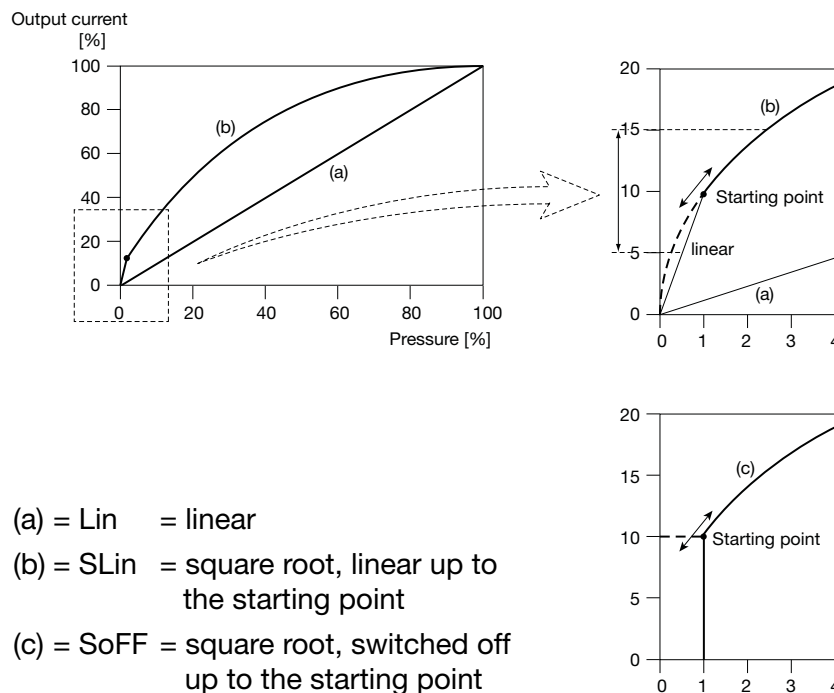 Output current
[%]
100
80
60
40
20
0
(b)
(a)
0 20 40 60 80 100
Pressure [%]
20
15
10
5
0
(b)
Starting point
linear
(a)
0 1 2 3 4
20
15
10
5
0
(c)
Starting point
0 1 2 3 4
(a) = Lin = linear
(b) = SLin = square root, linear up to
the starting point
(c) = SoFF = square root, switched off
up to the starting point